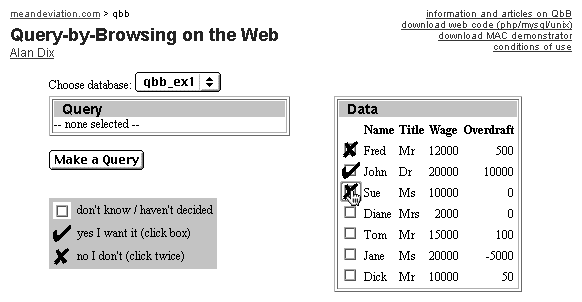 meandeviation.com > qbb
Query-by-Browsing on the Web
Alan Dix
information and articles on QbB
download web code (php/mysql/unix)
download MAC demonstrator
conditions of use
Choose database: qbb_ex1
Query
-- none selected --
Make a Query
don't know / haven't decided
yes I want it (click box)
no I don't (click twice)
Data
Name Title Wage Overdraft
Fred Mr 12000 500
John Dr 20000 10000
Sue Ms 10000 0
Diane Mrs 2000 0
Tom Mr 15000 100
Jane Ms 20000 -5000
Dick Mr 10000 50